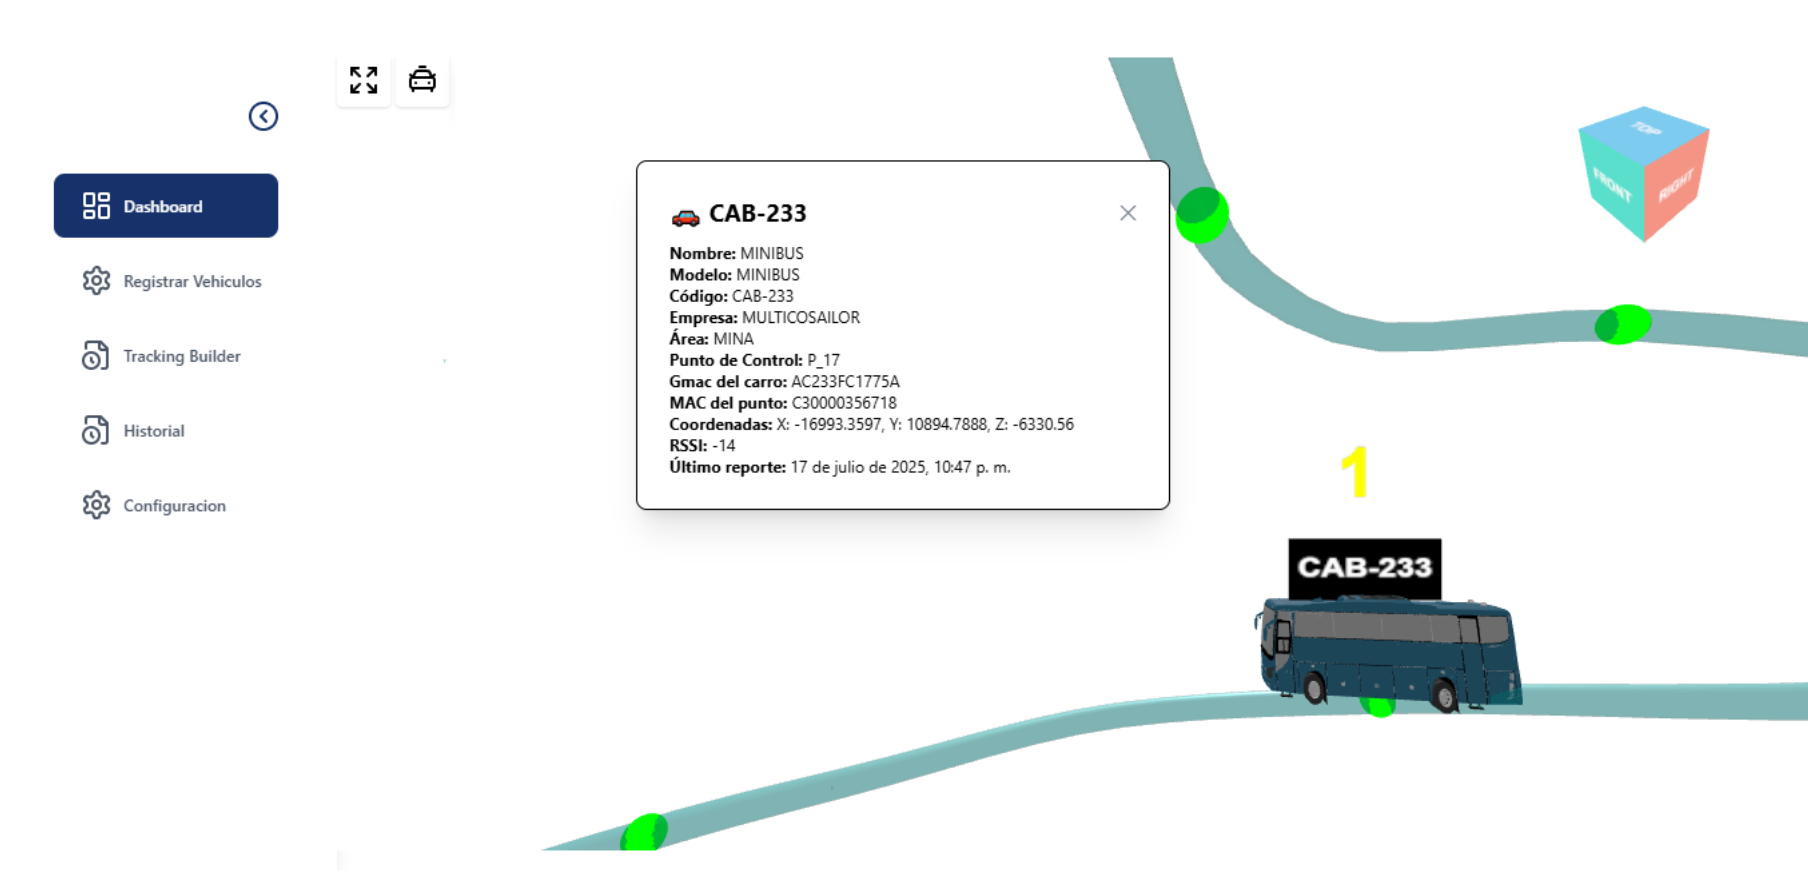 Dashboard
Registrar Vehiculos
Tracking Builder
Historial
Configuracion
CAB-233
Nombre: MINIBUS
Modelo: MINIBUS
Código: CAB-233
Empresa: MULTICOSAILOR
Área: MINA
Punto de Control: P_17
Gmac del carro: AC233FC1775A
MAC del punto: C30000356718
Coordenadas: X: -16993.3597, Y: 10894.7888, Z: -6330.56
RSSI: -14
Último reporte: 17 de julio de 2025, 10:47 p. m.
TOP
FRONT
RIGHT
1
CAB-233